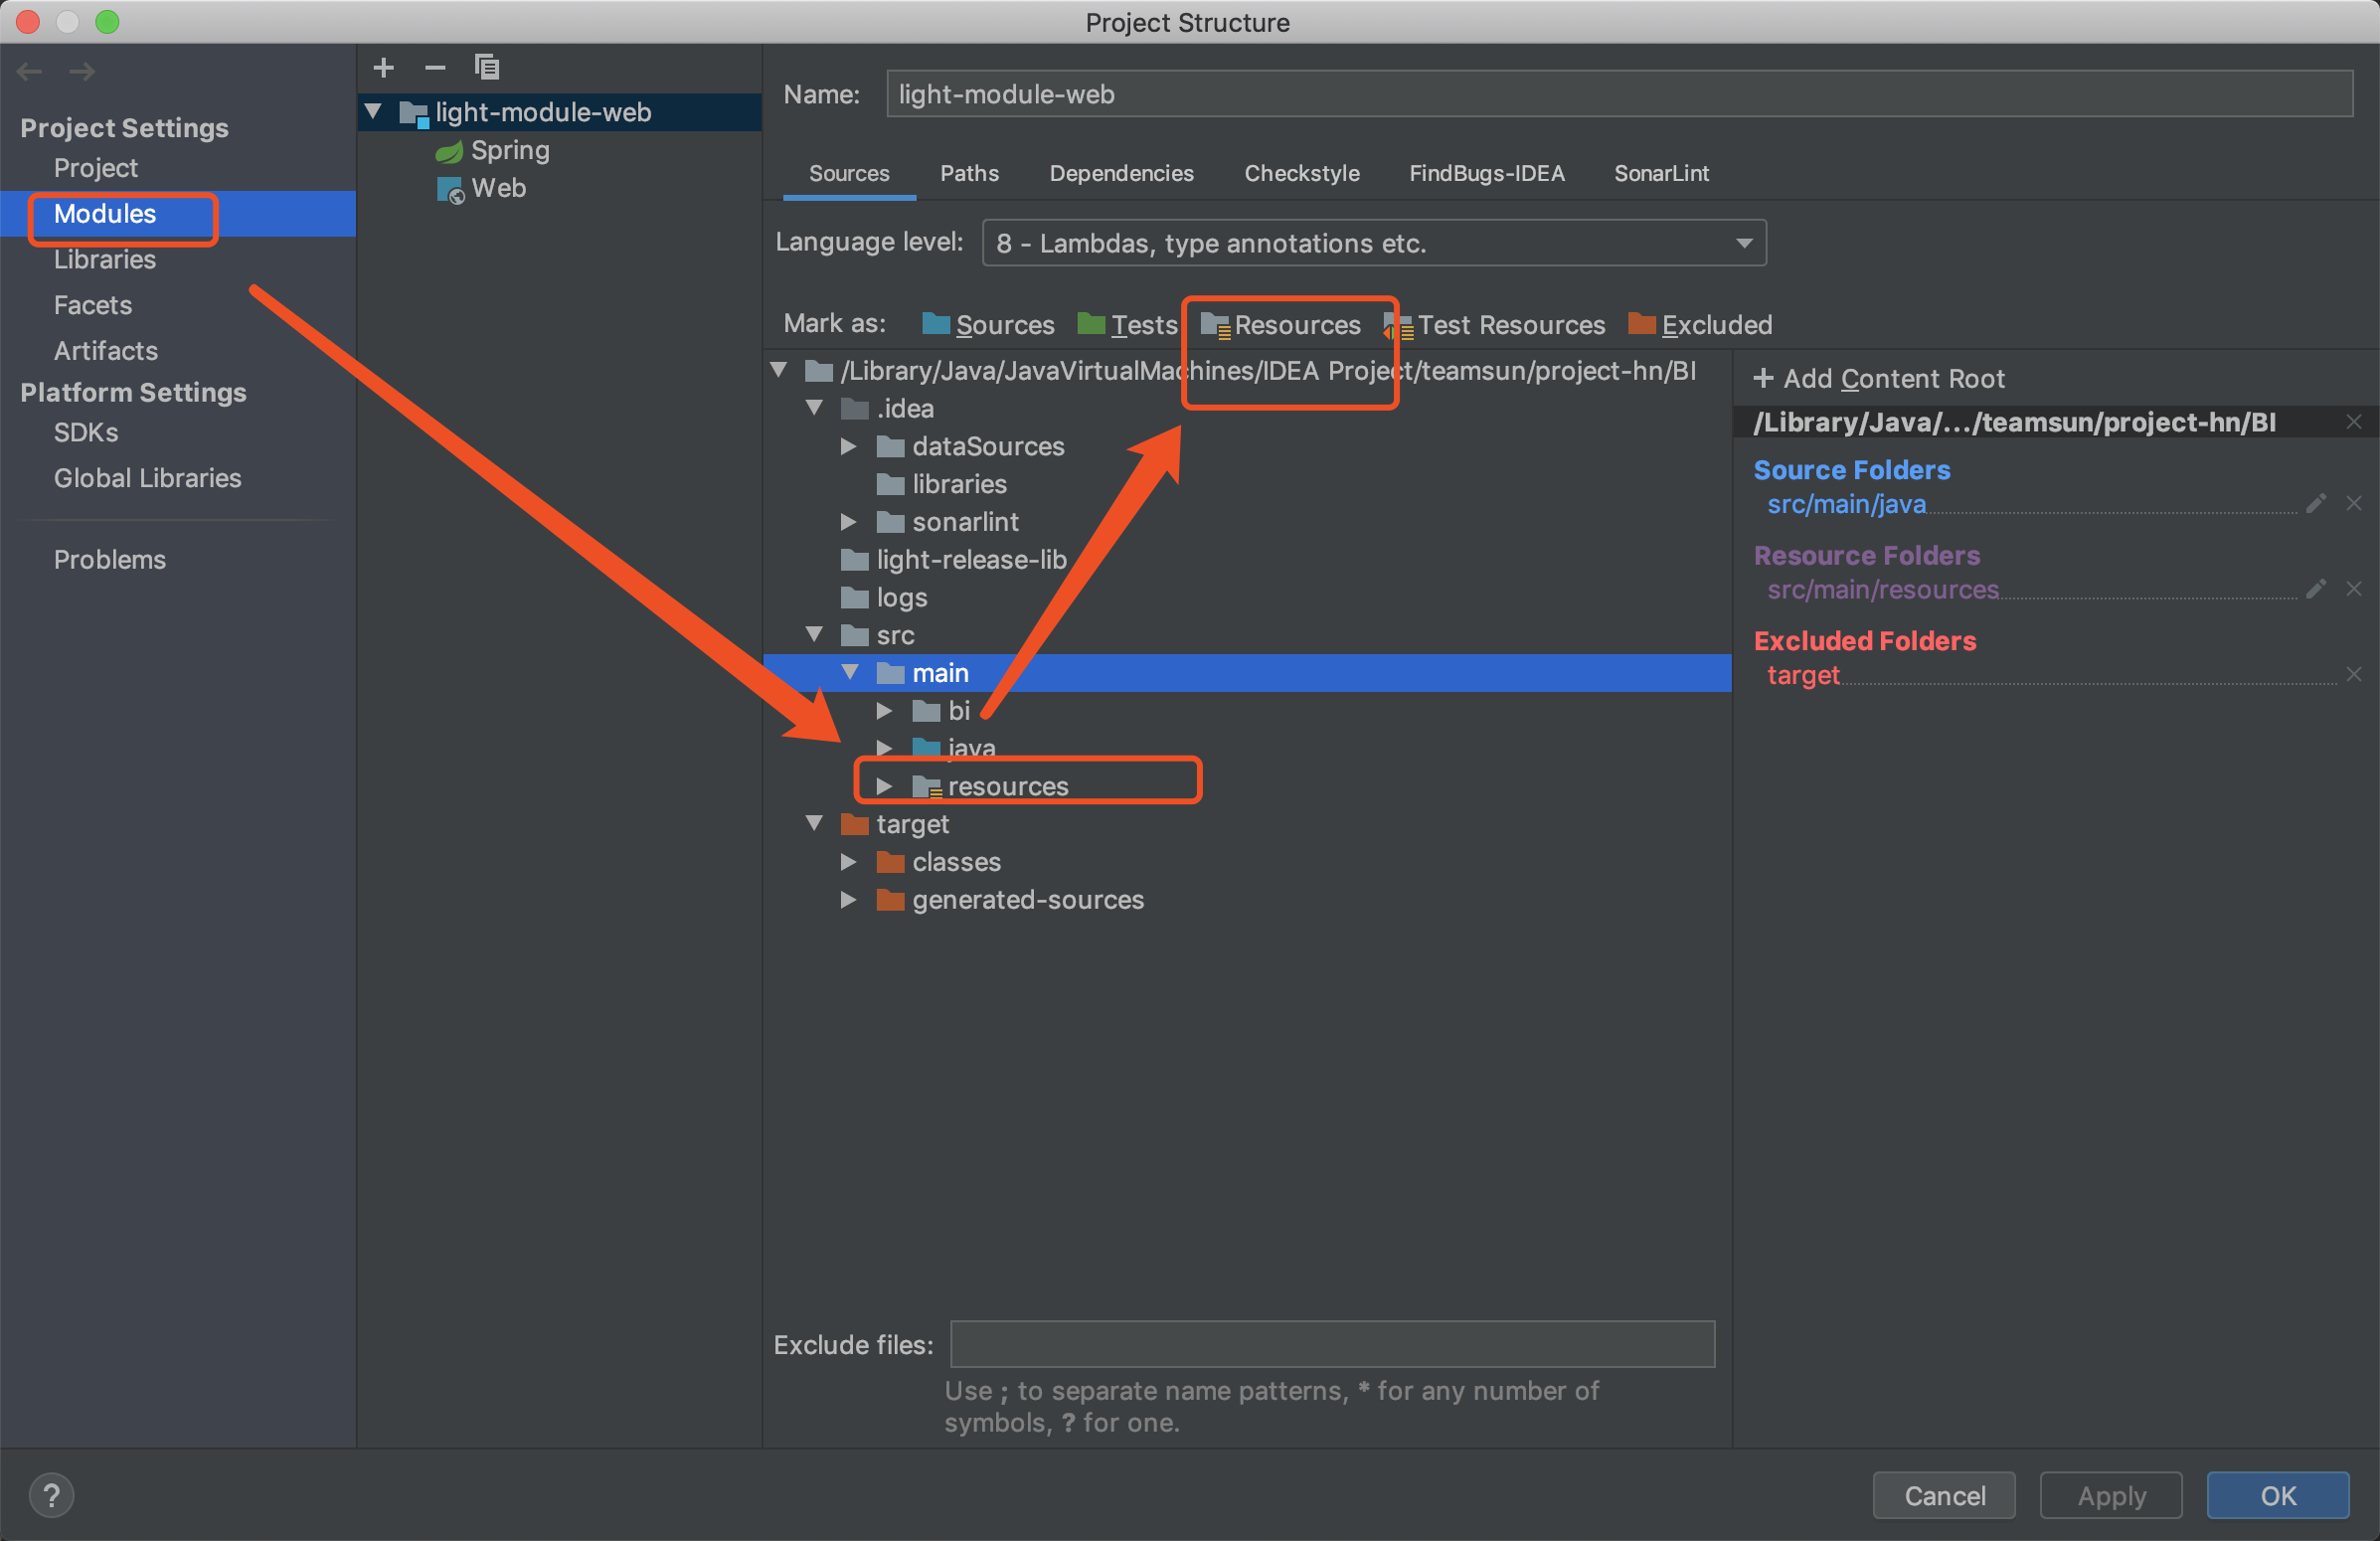 Project Structure
Project Settings
Project
Modules
Libraries
Facets
Artifacts
Platform Settings
SDKs
Global Libraries
Problems
light-module-web
Spring
Web
Name: light-module-web
Sources Paths Dependencies Checkstyle FindBugs-IDEA SonarLint
Language level: 8 - Lambdas, type annotations etc.
Mark as: Sources Tests Resources Test Resources Excluded
/Library/Java/JavaVirtualMachines/IDEA Project/teamsun/project-hn/BI
.idea
dataSources
libraries
sonarlint
light-release-lib
logs
src
main
bi
java
resources
target
classes
generated-sources
+ Add Content Root
/Library/Java/.../teamsun/project-hn/BI
Source Folders
src/main/java
Resource Folders
src/main/resources
Excluded Folders
target
Exclude files:
Use ; to separate name patterns, * for any number of
symbols, ? for one.
?
Cancel Apply OK